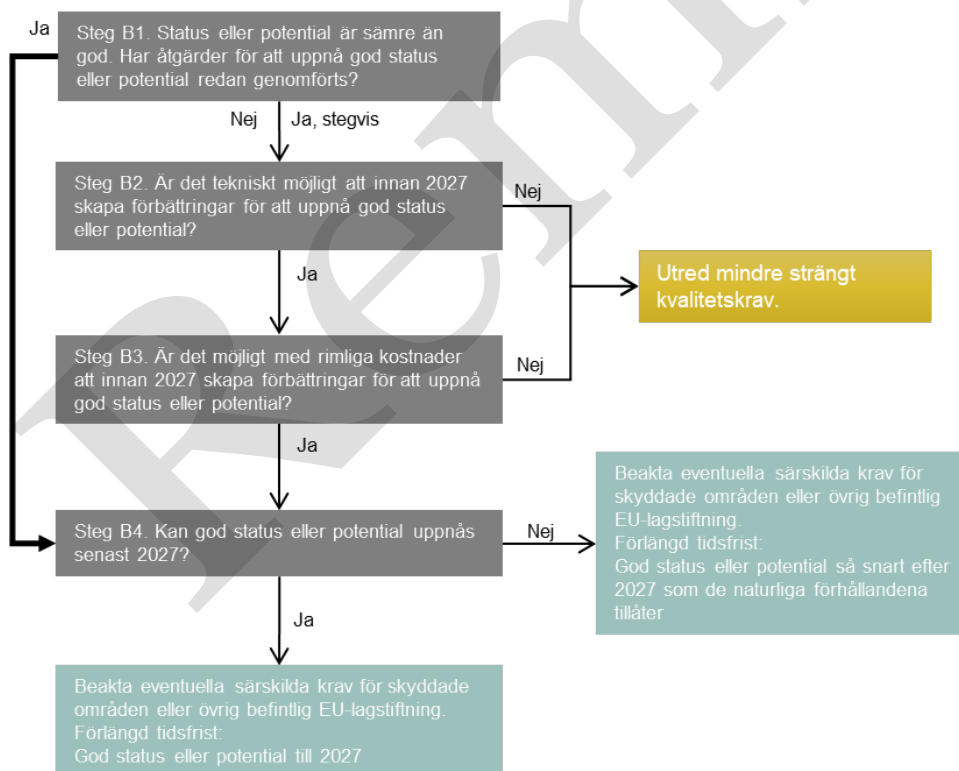 Ja
Steg B1. Status eller potential är sämre än
god. Har åtgärder för att uppnå god status
eller potential redan genomförts?
Nej
Ja, stegvis
Steg B2. Är det tekniskt möjligt att innan 2027
skapa förbättringar för att uppnå god status
eller potential?
Nej
Ja
Utred mindre strängt
kvalitetskrav.
Steg B3. Är det möjligt med rimliga kostnader
att innan 2027 skapa förbättringar för att uppnå
god status eller potential?
Nej
Ja
Steg B4. Kan god status eller potential uppnås
senast 2027?
Nej
Beakta eventuella särskilda krav för
skyddade områden eller övrig befintlig
EU-lagstiftning.
Förlängd tidsfrist:
God status eller potential så snart efter
2027 som de naturliga förhållandena
tillåter
Ja
Beakta eventuella särskilda krav för skyddade
områden eller övrig befintlig EU-lagstiftning.
Förlängd tidsfrist:
God status eller potential till 2027